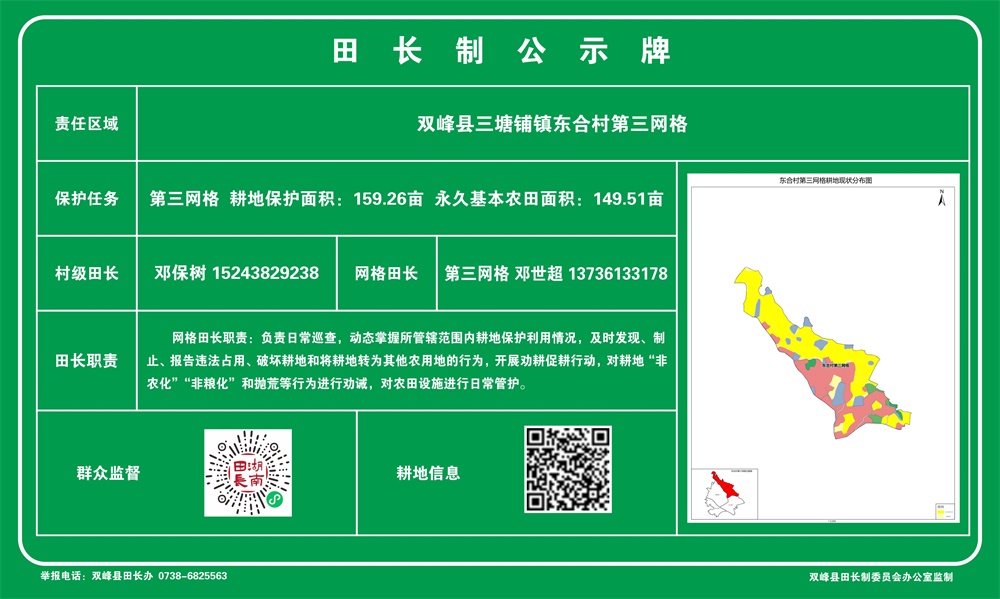 田长制公示牌
责任区域
双峰县三塘铺镇东合村第三网格
保护任务
第三网格 耕地保护面积：159.26亩 永久基本农田面积：149.51亩
村级田长
邓保树 15243829238
网格田长
第三网格 邓世超 13736133178
田长职责
网格田长职责：负责日常巡查，动态掌握所管辖范围内耕地保护利用情况，及时发现、制
止、报告违法占用、破坏耕地和将耕地转为其他农用地的行为，开展劝耕促耕行动，对耕地“非
农化”“非粮化”和抛荒等行为进行劝诫，对农田设施进行日常管护。
群众监督
湖南
田長
耕地信息
东合村第三网格耕地现状分布图
N
东合村第三网格
举报电话：双峰县田长办 0738-6825563
双峰县田长制委员会办公室监制